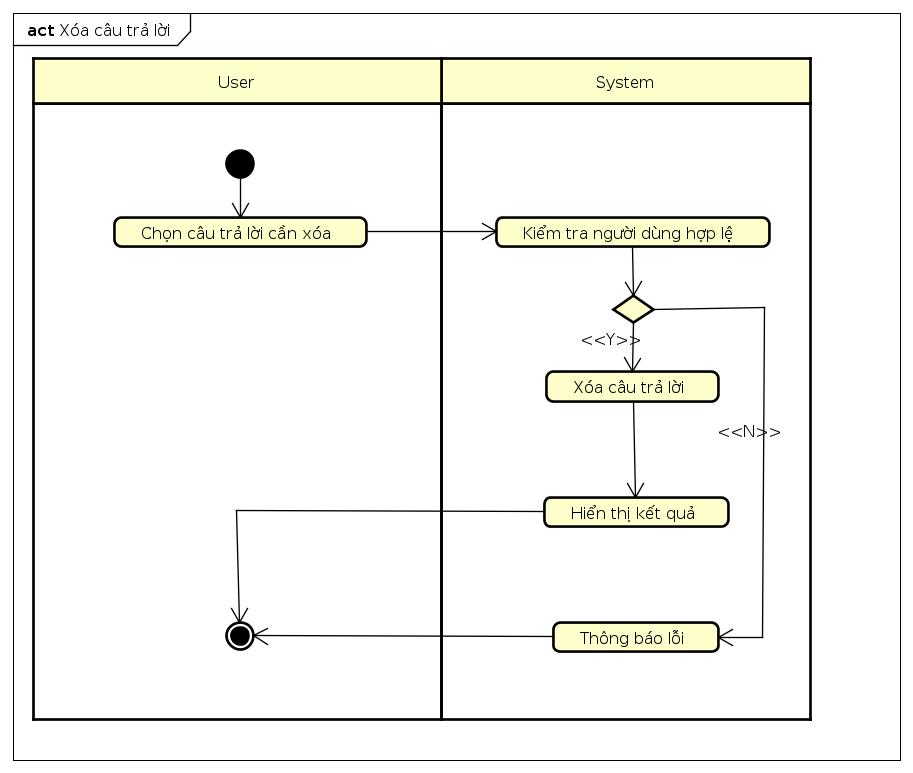 act Xóa câu trả lời
User
System
Chọn câu trả lời cần xóa
Kiểm tra người dùng hợp lệ
<<Y>>
Xóa câu trả lời
<<N>>
Hiển thị kết quả
Thông báo lỗi